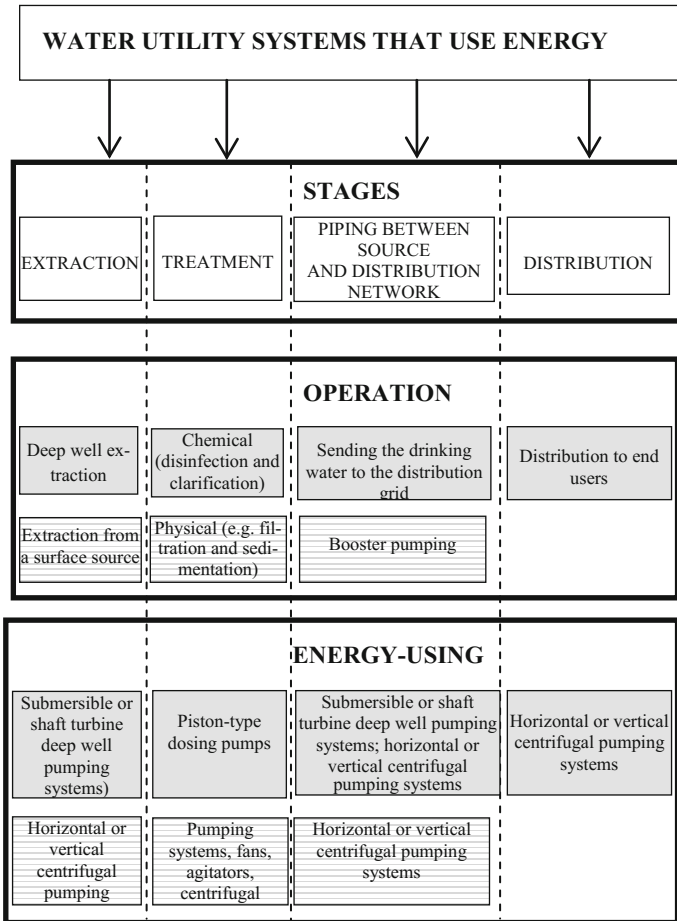 WATER UTILITY SYSTEMS THAT USE ENERGY
STAGES
EXTRACTION
TREATMENT
PIPING BETWEEN
SOURCE
AND DISTRIBUTION
NETWORK
DISTRIBUTION
OPERATION
Deep well ex-
traction
Chemical
(disinfection and
clarification)
Sending the drinking
water to the distribution
grid
Distribution to end
users
Extraction from
a surface source
Physical (e.g. fil-
tration and sedi-
mentation)
Booster pumping
ENERGY-USING
Submersible or
shaft turbine
deep well
pumping
systems)
Piston-type
dosing pumps
Submersible or shaft
turbine deep well pumping
systems; horizontal or
vertical centrifugal
pumping systems
Horizontal or vertical
centrifugal pumping
systems
Horizontal or
vertical
centrifugal
pumping
Pumping
systems, fans,
agitators,
centrifugal
Horizontal or vertical
centrifugal pumping
systems